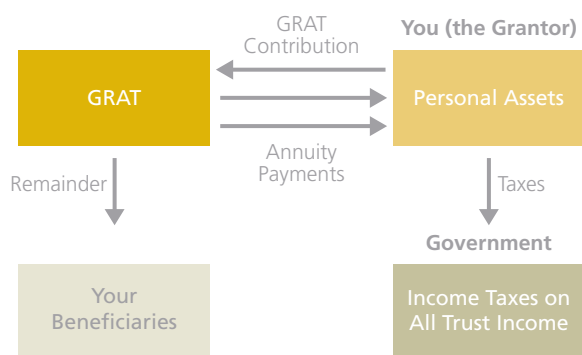 GRAT
Contribution
You (the Grantor)
GRAT
Personal Assets
Annuity
Payments
Remainder
Taxes
Government
Your
Beneficiaries
Income Taxes on
All Trust Income